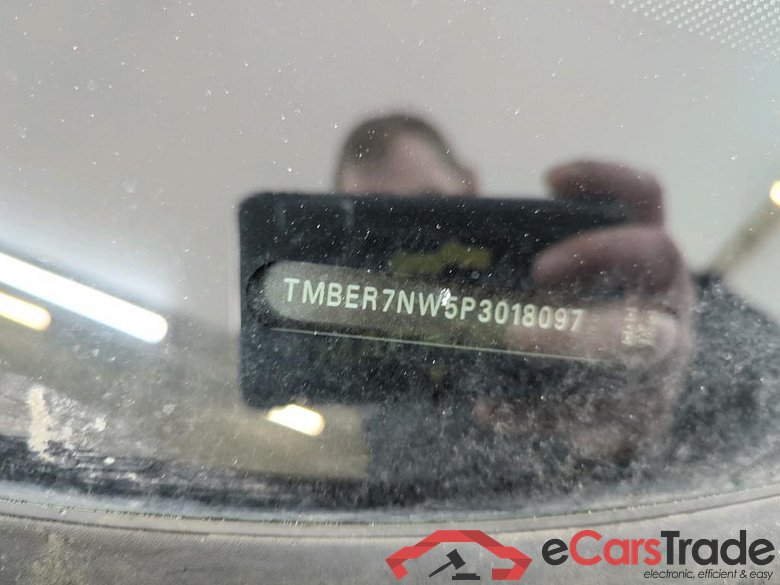 TMBER7NW5P3018097
eCarsTrade
electronic, efficient & easy